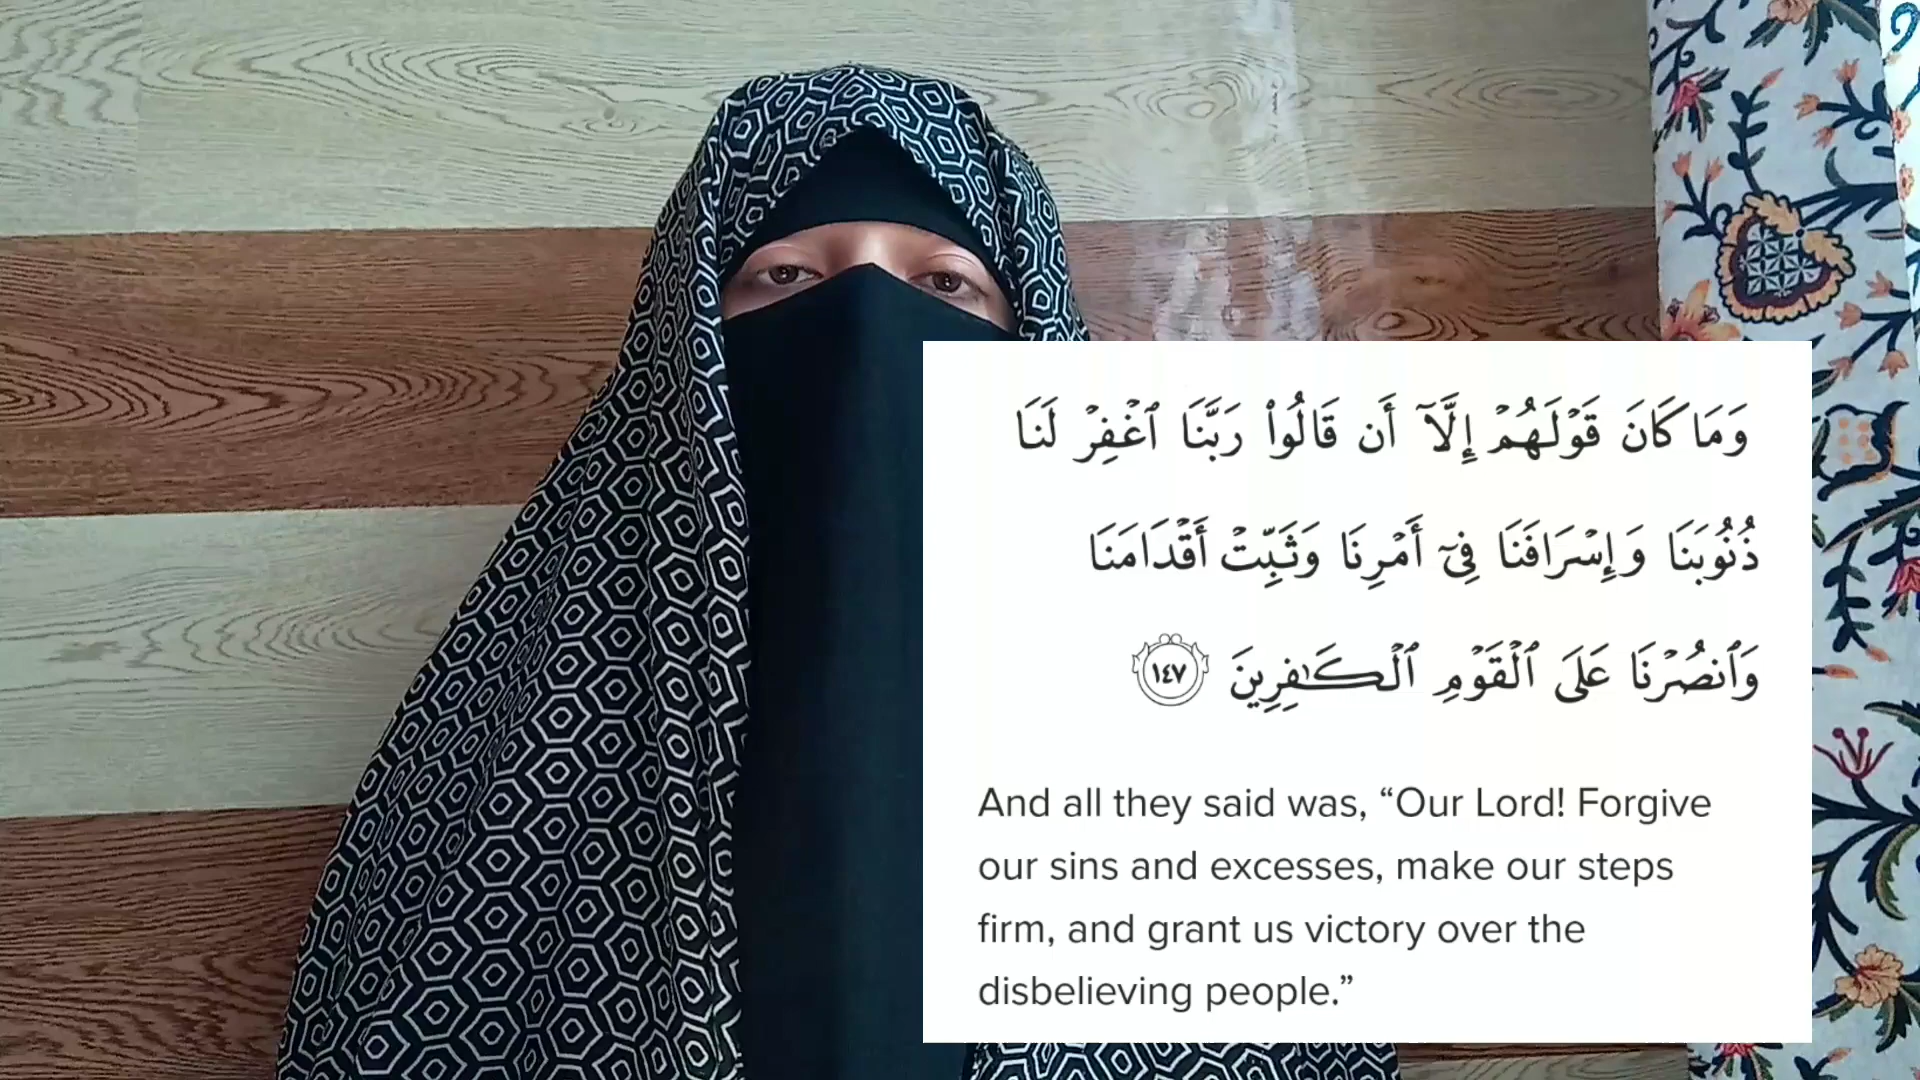 وَمَا كَانَ قَوْلَهُمْ إِلَّآ أَن قَالُوا۟ رَبَّنَا ٱغْفِرْ لَنَا
ذُنُوبَنَا وَإِسْرَافَنَا فِىٓ أَمْرِنَا وَثَبِّتْ أَقْدَامَنَا
وَٱنصُرْنَا عَلَى ٱلْقَوْمِ ٱلْكَـٰفِرِينَ ١٤٧
And all they said was, “Our Lord! Forgive
our sins and excesses, make our steps
firm, and grant us victory over the
disbelieving people.”